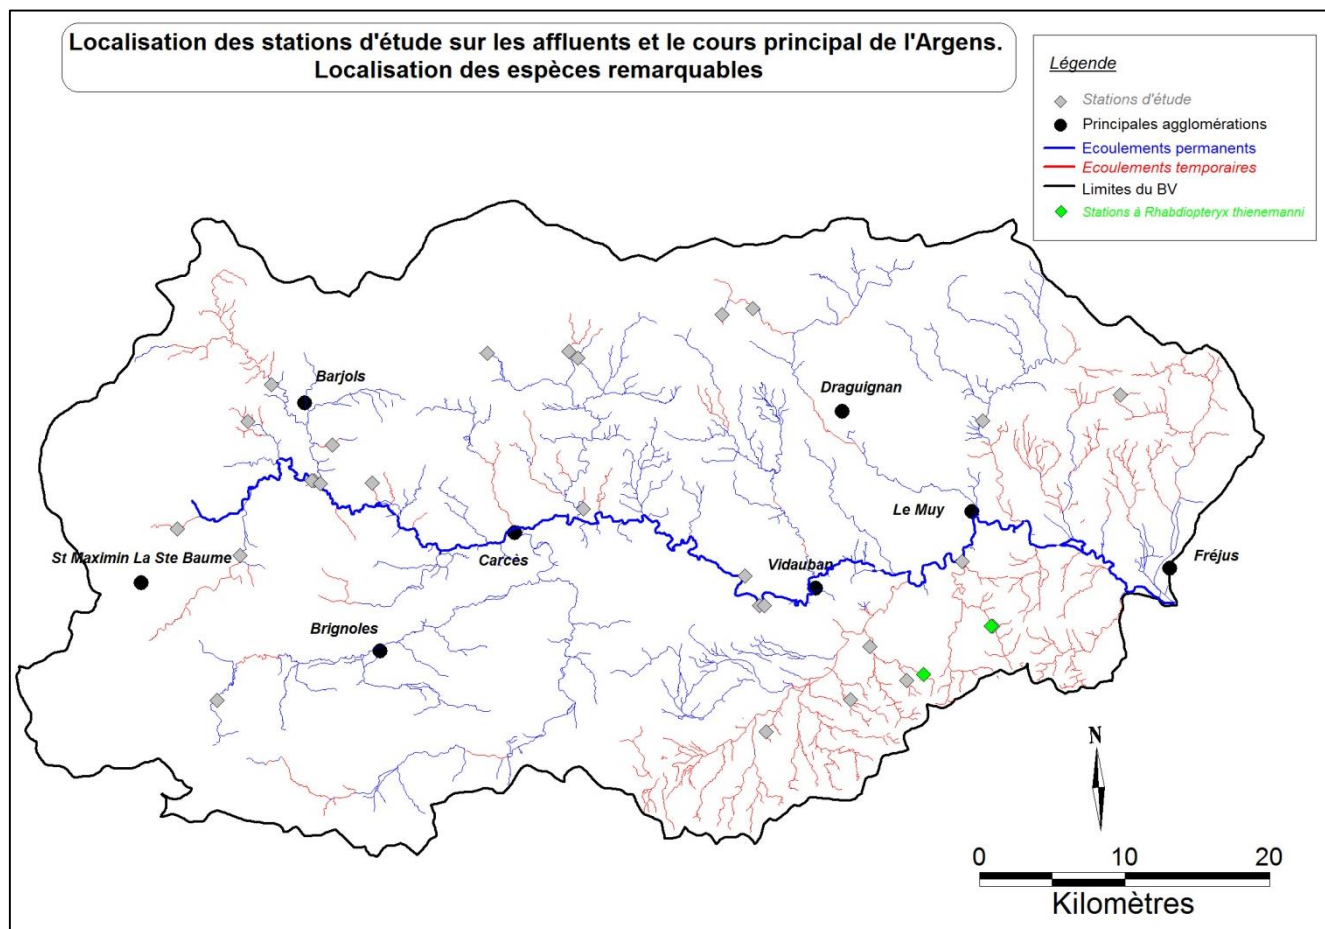 Localisation des stations d'étude sur les affluents et le cours principal de l'Argens.
Localisation des espèces remarquables
Légende
Stations d'étude
Principales agglomérations
Ecoulements permanents
Ecoulements temporaires
Limites du BV
Stations à Rhabdiopteryx thienemanni
Barjols
Draguignan
Le Muy
St Maximin La Ste Baume
Carcès
Vidauban
Fréjus
Brignoles
N
0 10 20
Kilomètres